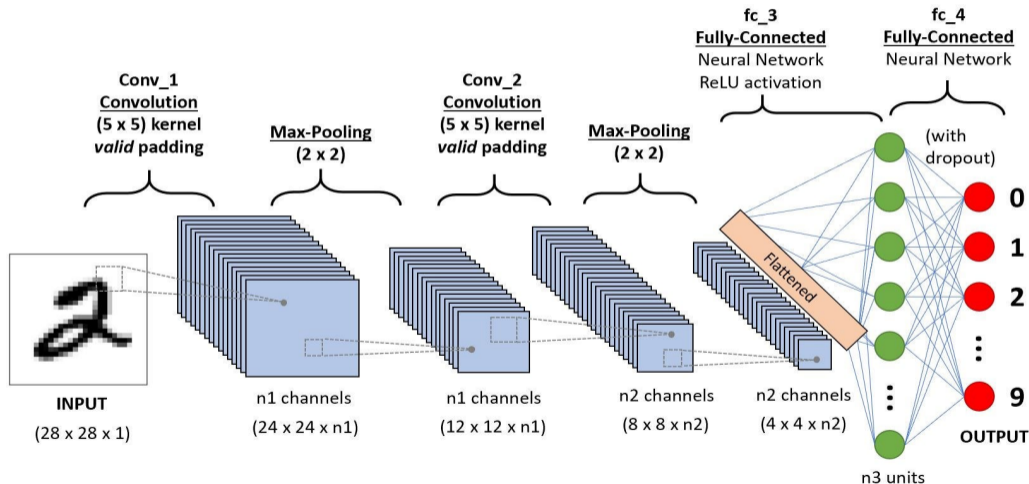 Conv_1
Convolution
(5 x 5) kernel
valid padding
Max-Pooling
(2 x 2)
Conv_2
Convolution
(5 x 5) kernel
valid padding
Max-Pooling
(2 x 2)
fc_3
Fully-Connected
Neural Network
ReLU activation
fc_4
Fully-Connected
Neural Network
(with
dropout)
Flattened
0
1
2
9
OUTPUT
2
INPUT
(28 x 28 x 1)
n1 channels
(24 x 24 x n1)
n1 channels
(12 x 12 x n1)
n2 channels
(8 x 8 x n2)
n2 channels
(4 x 4 x n2)
n3 units